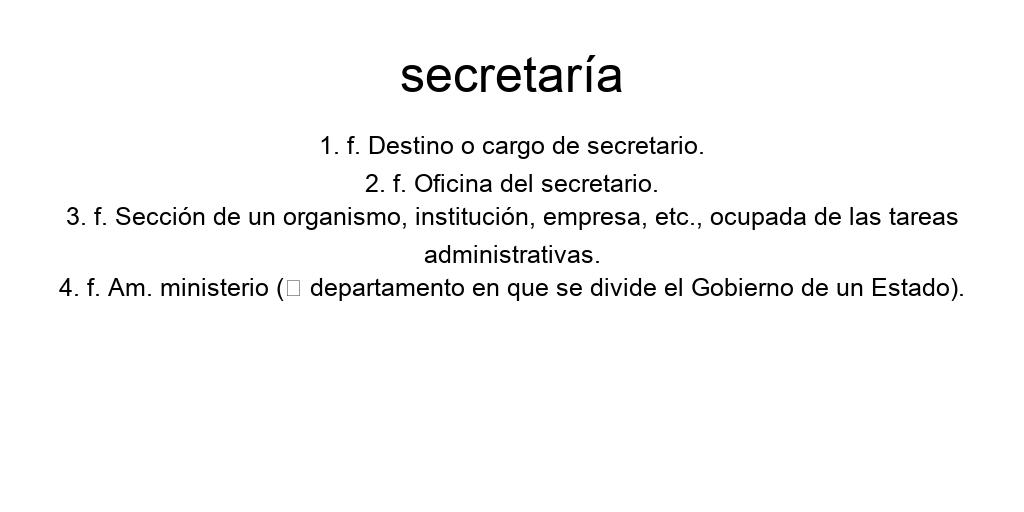 secretaría
1. f. Destino o cargo de secretario.
2. f. Oficina del secretario.
3. f. Sección de un organismo, institución, empresa, etc., ocupada de las tareas
administrativas.
4. f. Am. ministerio (□ departamento en que se divide el Gobierno de un Estado).